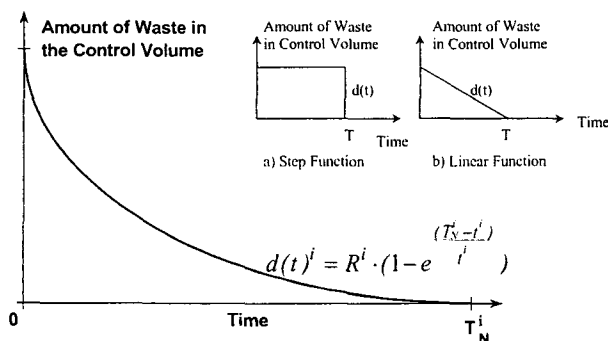 Amount of Waste in
the Control Volume
Amount of Waste
in Control Volume
d(t)
T
Time
a) Step Function
Amount of Waste
in Control Volume
d(t)
T
Time
b) Linear Function
d(t)^i = R^i · (1 - e^{(T_N^i - t^i)/t^i})
0
Time
T_N^i